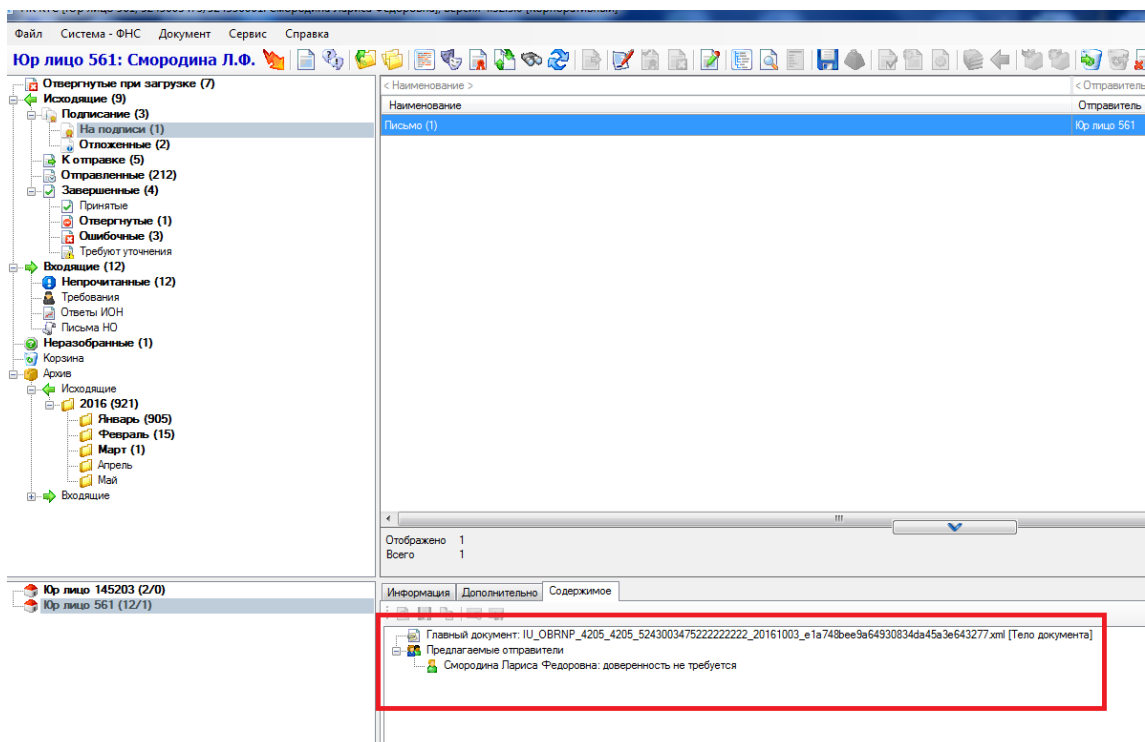 Файл Система - ФНС Документ Сервис Справка
Юр лицо 561: Смородина Л.Ф.
Отвергнутые при загрузке (7)
Исходящие (9)
Подписание (3)
На подписи (1)
Отложенные (2)
К отправке (5)
Отправленные (212)
Завершенные (4)
Принятые
Отвергнутые (1)
Ошибочные (3)
Требуют уточнения
Входящие (12)
Непрочитанные (12)
Требования
Ответы ИОН
Письма НО
Неразобранные (1)
Корзина
Архив
Исходящие
2016 (921)
Январь (905)
Февраль (15)
Март (1)
Апрель
Май
Входящие
< Наименование > < Отправитель
Наименование Отправитель
Письмо (1) Юр лицо 561
Отображено 1
Всего 1
Юр лицо 145203 (2/0)
Юр лицо 561 (12/1)
Информация Дополнительно Содержимое
Главный документ: IU_OBRNP_4205_4205_5243003475222222222_20161003_e1a748bee9a64930834da45a3e643277.xml [Тело документа]
Предлагаемые отправители
Смородина Лариса Федоровна: доверенность не требуется